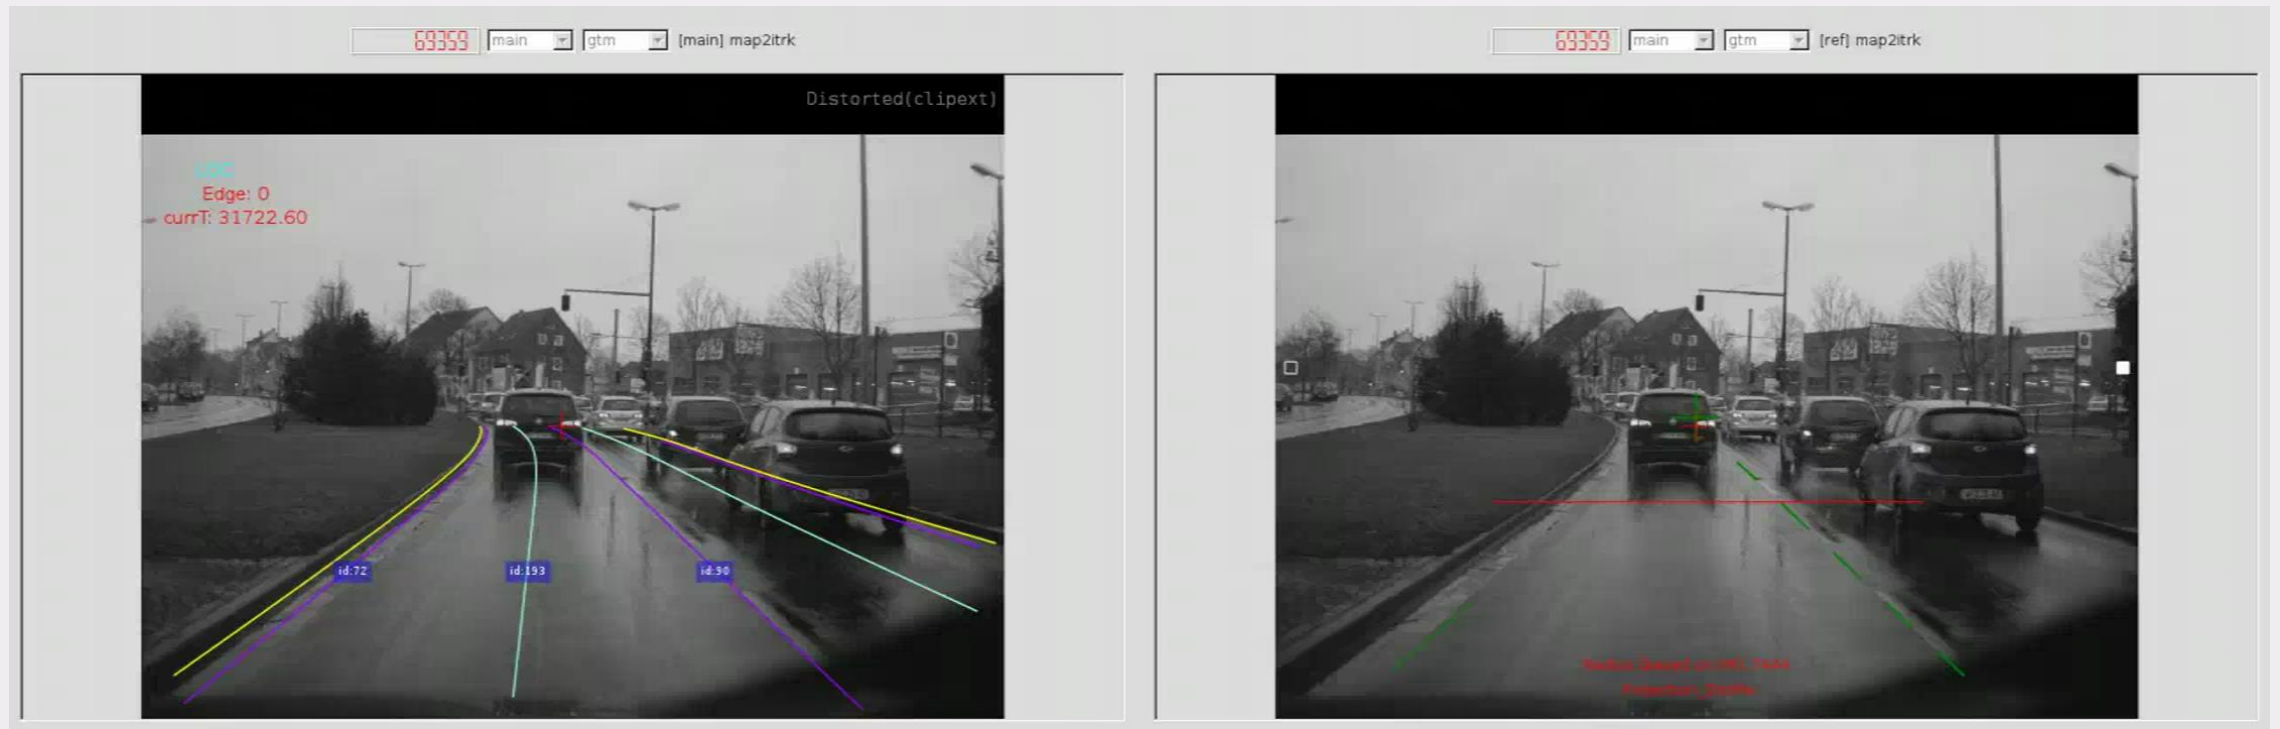 69359 main gtm [main] map2itrk
69359 main gtm [ref] map2itrk
Distorted(clipext)
LDC
Edge: 0
currT: 31722.60
id:72
id:193
id:90